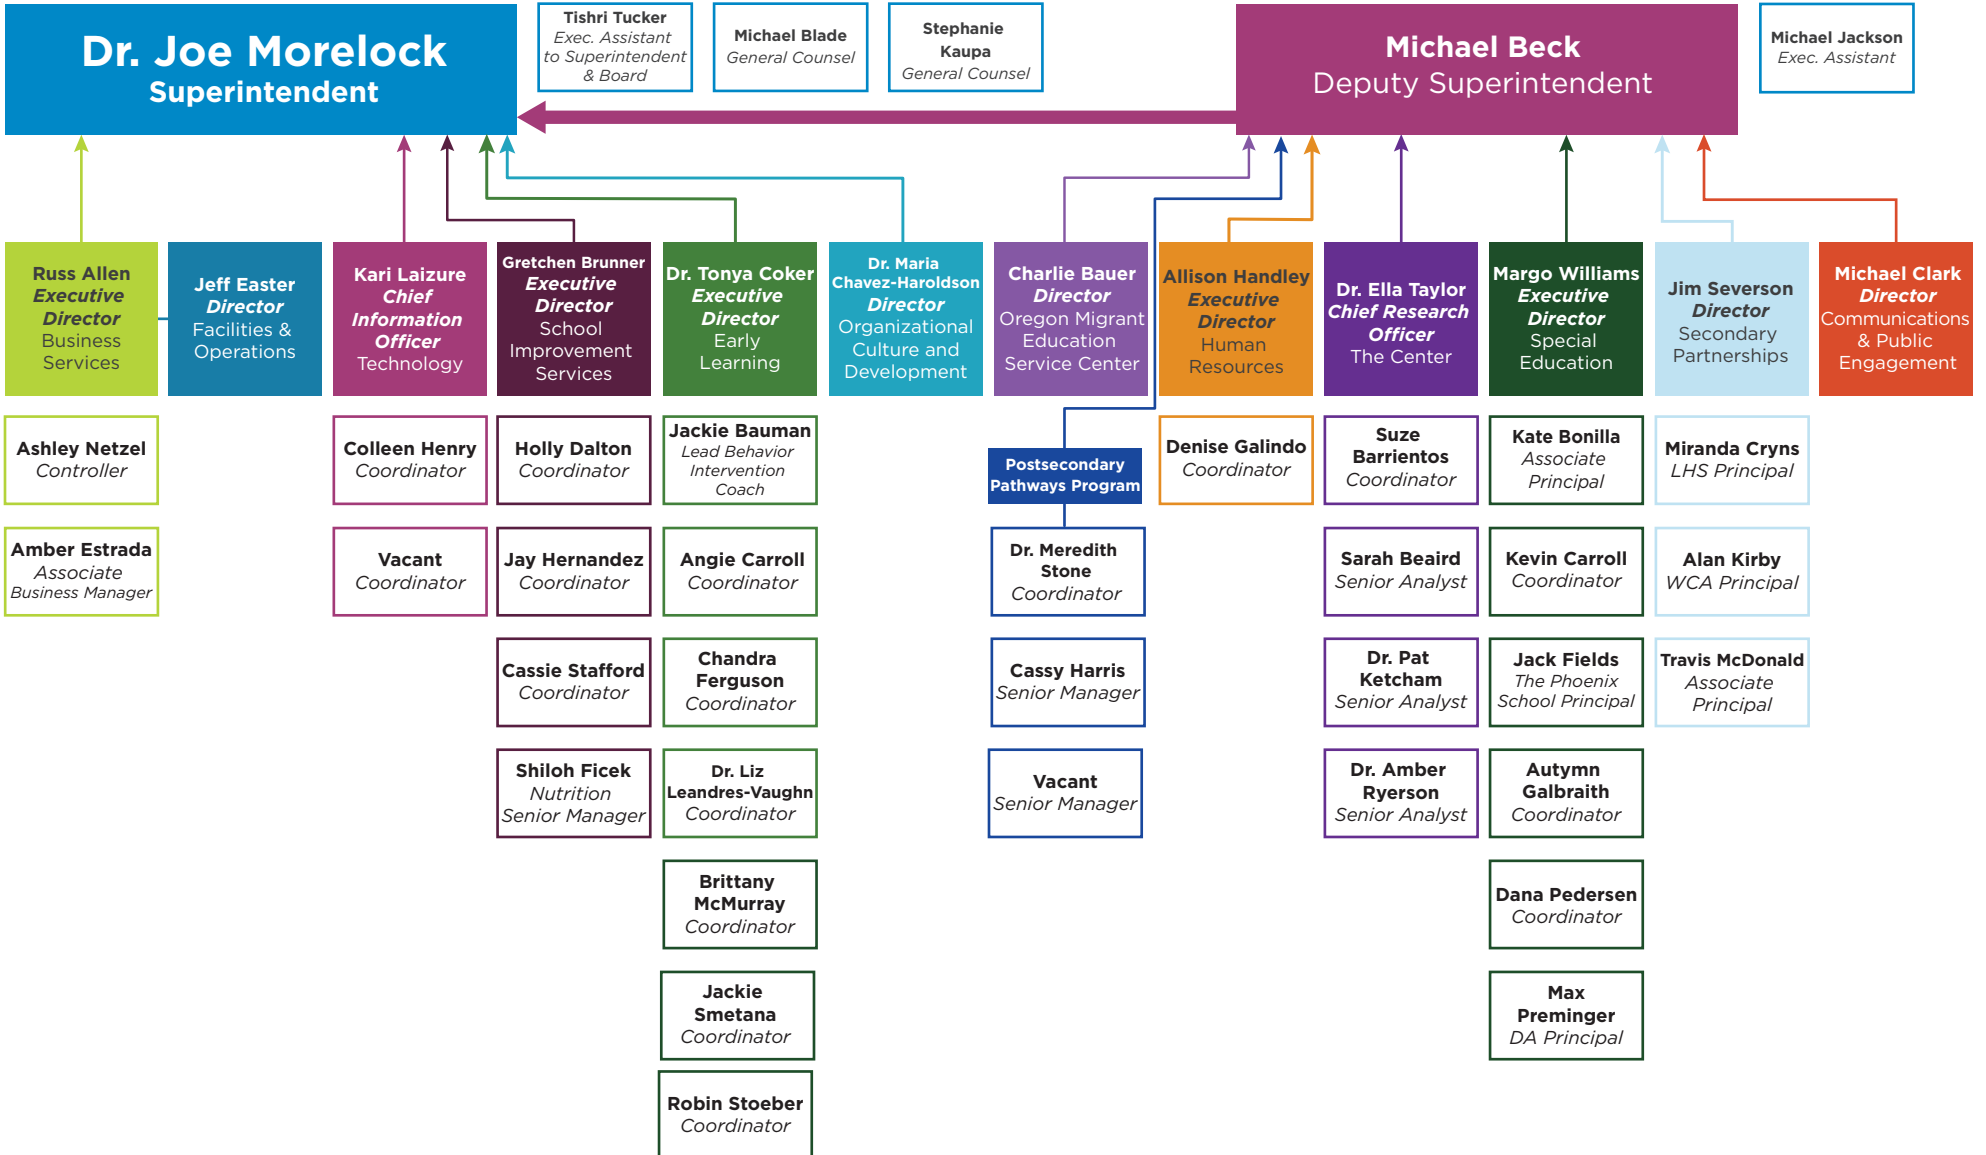 Dr. Joe Morelock
Superintendent
Tishri Tucker
Exec. Assistant
to Superintendent
& Board
Michael Blade
General Counsel
Stephanie
Kaupa
General Counsel
Michael Beck
Deputy Superintendent
Michael Jackson
Exec. Assistant
Russ Allen
Executive
Director
Business
Services
Jeff Easter
Director
Facilities &
Operations
Kari Laizure
Chief
Information
Officer
Technology
Gretchen Brunner
Executive
Director
School
Improvement
Services
Dr. Tonya Coker
Executive
Director
Early
Learning
Dr. Maria
Chavez-Haroldson
Director
Organizational
Culture and
Development
Charlie Bauer
Director
Oregon Migrant
Education
Service Center
Allison Handley
Executive
Director
Human
Resources
Dr. Ella Taylor
Chief Research
Officer
The Center
Margo Williams
Executive
Director
Special
Education
Jim Severson
Director
Secondary
Partnerships
Michael Clark
Director
Communications
& Public
Engagement
Ashley Netzel
Controller
Amber Estrada
Associate
Business Manager
Colleen Henry
Coordinator
Vacant
Coordinator
Holly Dalton
Coordinator
Jay Hernandez
Coordinator
Cassie Stafford
Coordinator
Shiloh Ficek
Nutrition
Senior Manager
Jackie Bauman
Lead Behavior
Intervention
Coach
Angie Carroll
Coordinator
Chandra
Ferguson
Coordinator
Dr. Liz
Leandres-Vaughn
Coordinator
Brittany
McMurray
Coordinator
Jackie
Smetana
Coordinator
Robin Stoeber
Coordinator
Postsecondary
Pathways Program
Dr. Meredith
Stone
Coordinator
Cassy Harris
Senior Manager
Vacant
Senior Manager
Denise Galindo
Coordinator
Suze
Barrientos
Coordinator
Sarah Beaird
Senior Analyst
Dr. Pat
Ketcham
Senior Analyst
Dr. Amber
Ryerson
Senior Analyst
Kate Bonilla
Associate
Principal
Kevin Carroll
Coordinator
Jack Fields
The Phoenix
School Principal
Autymn
Galbraith
Coordinator
Dana Pedersen
Coordinator
Max
Preminger
DA Principal
Miranda Cryns
LHS Principal
Alan Kirby
WCA Principal
Travis McDonald
Associate
Principal